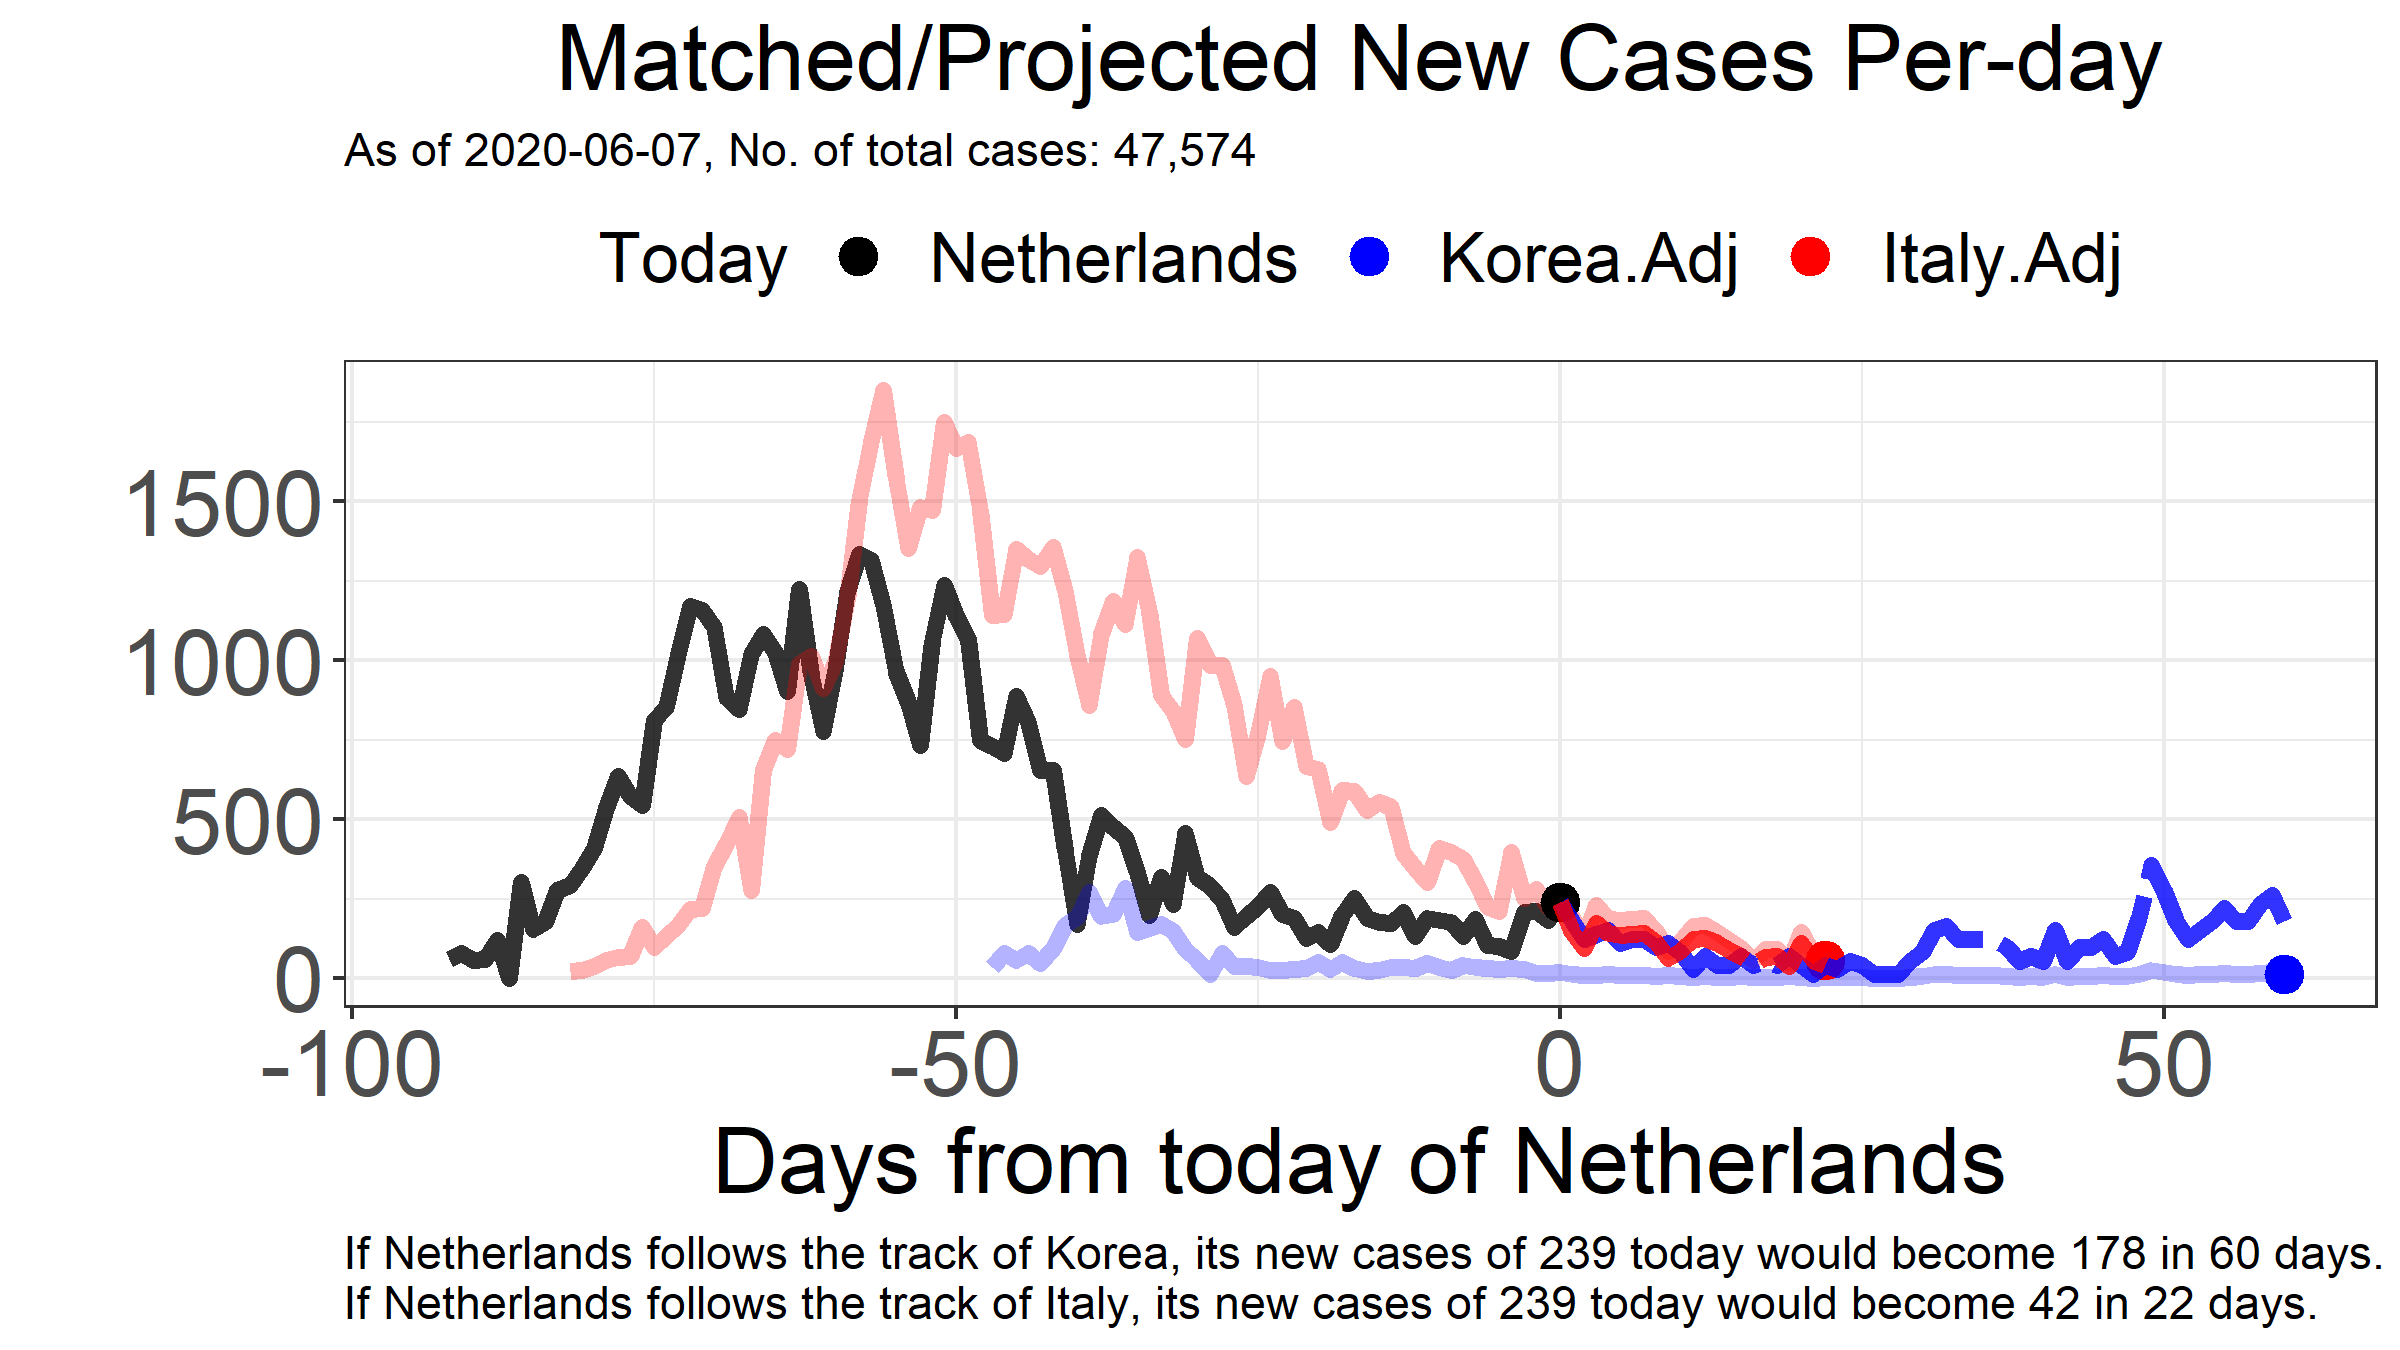 Matched/Projected New Cases Per-day
As of 2020-06-07, No. of total cases: 47,574
Today Netherlands Korea.Adj Italy.Adj
1500
1000
500
0
-100 -50 0 50
Days from today of Netherlands
If Netherlands follows the track of Korea, its new cases of 239 today would become 178 in 60 days.
If Netherlands follows the track of Italy, its new cases of 239 today would become 42 in 22 days.